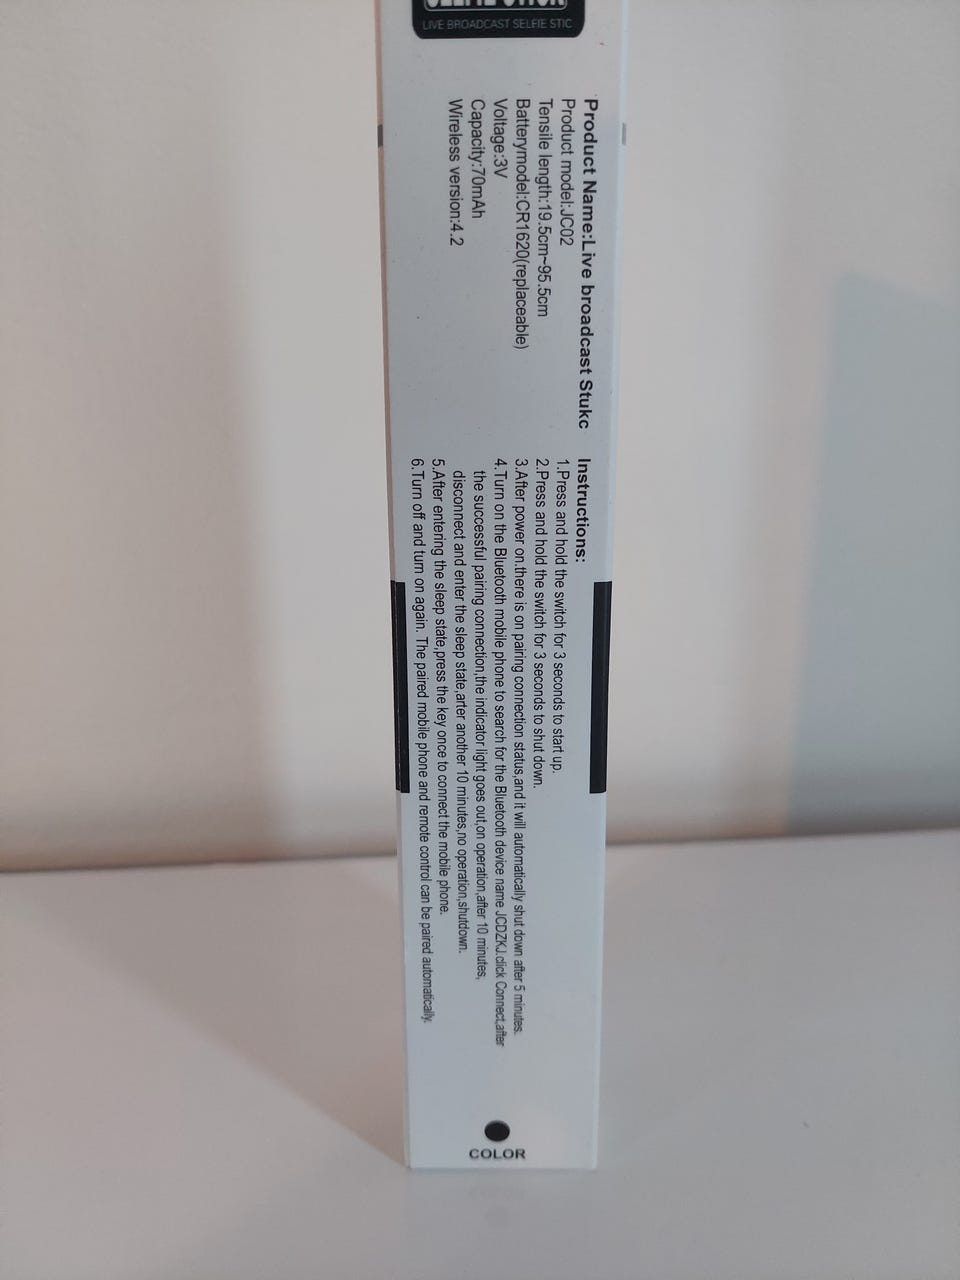 SELFIE STICK
LIVE BROADCAST SELFIE STIC
Product Name:Live broadcast Stukc
Product model:JC02
Tensile length:19.5cm~95.5cm
Batterymodel:CR1620(replaceable)
Voltage:3V
Capacity:70mAh
Wireless version:4.2
Instructions:
1.Press and hold the switch for 3 seconds to start up.
2.Press and hold the switch for 3 seconds to shut down.
3.After power on.there is on pairing connection status,and it will automatically shut down after 5 minutes.
4.Turn on the Bluetooth mobile phone to search for the Bluetooth device name JCDZKJ.click Connect,after
the successful pairing connection,the indicator light goes out,on operation,after 10 minutes,
disconnect and enter the sleep state,arter another 10 minutes,no operation,shutdown.
5.After entering the sleep state,press the key once to connect the mobile phone.
6.Turn off and turn on again. The paired mobile phone and remote control can be paired automatically.
COLOR